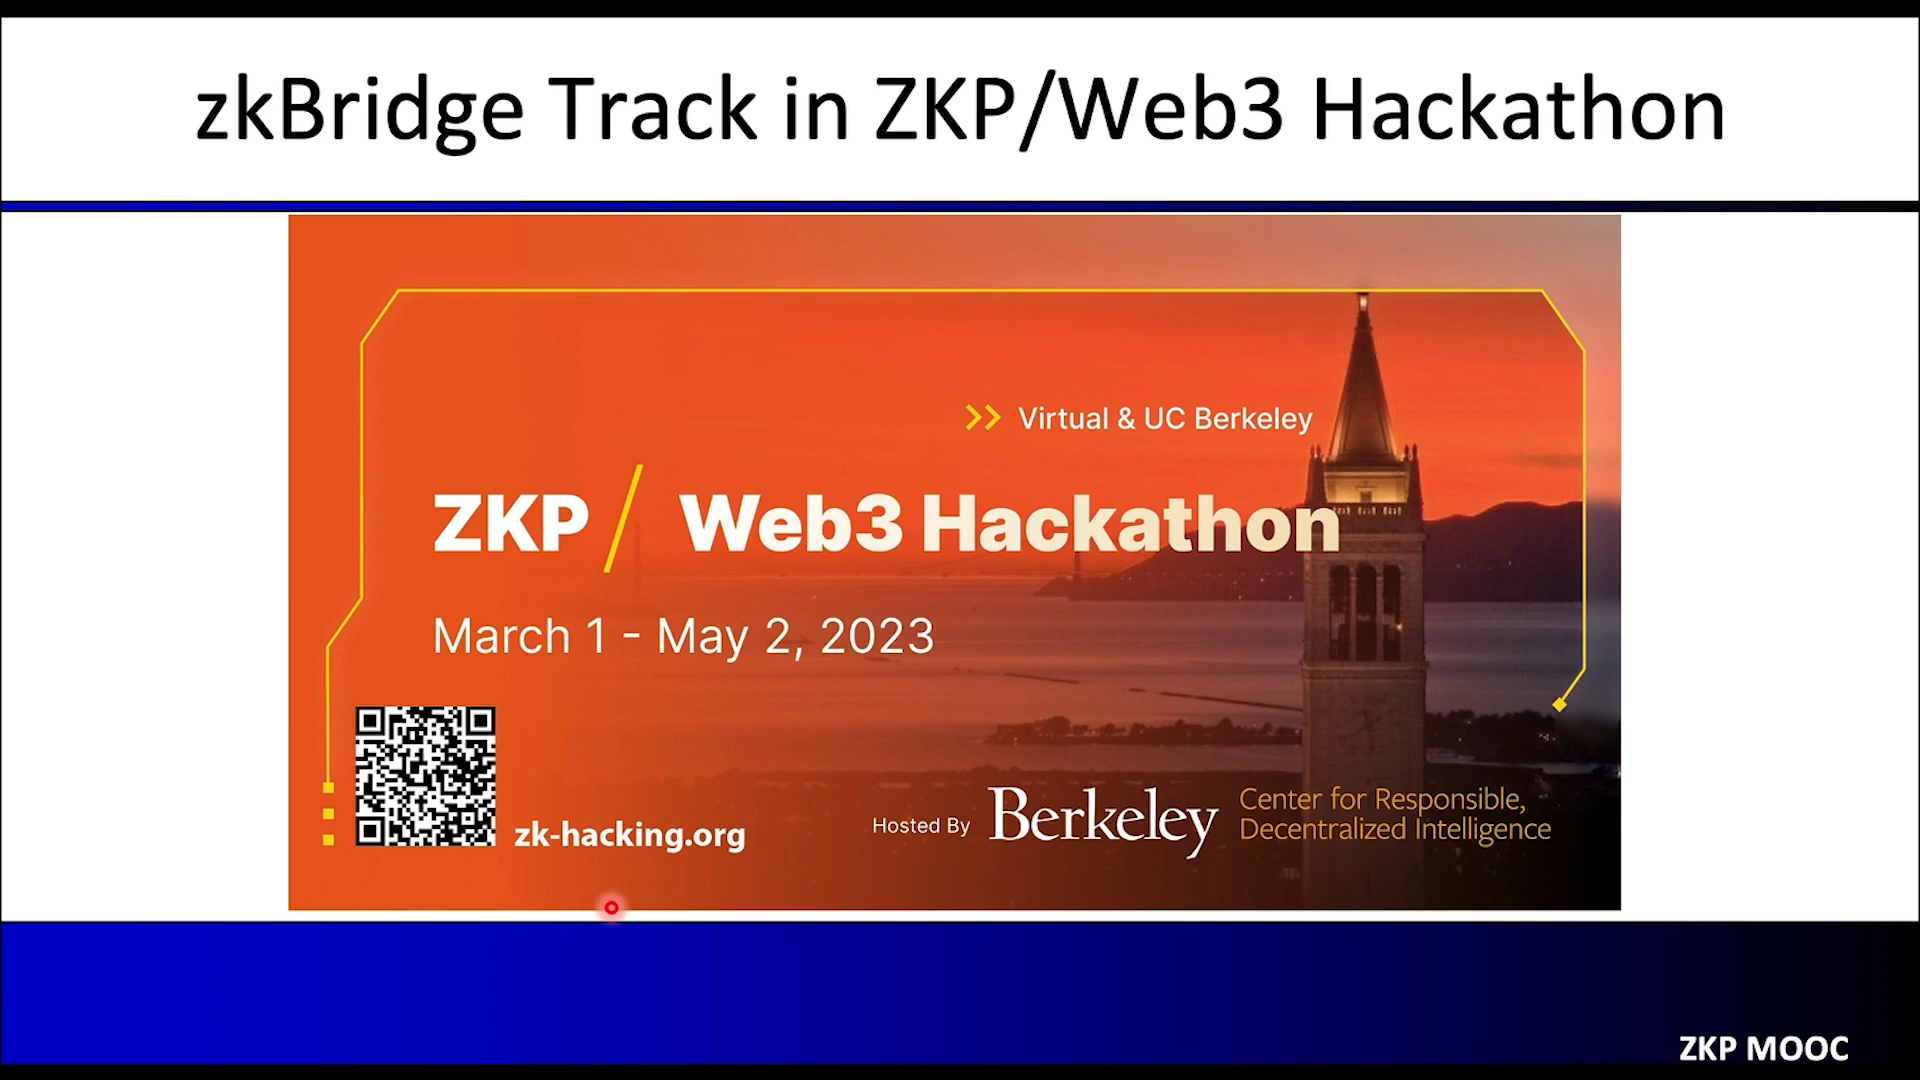 zkBridge Track in ZKP/Web3 Hackathon
Virtual & UC Berkeley
ZKP / Web3 Hackathon
March 1 - May 2, 2023
zk-hacking.org
Hosted By Berkeley Center for Responsible,
Decentralized Intelligence
ZKP MOOC